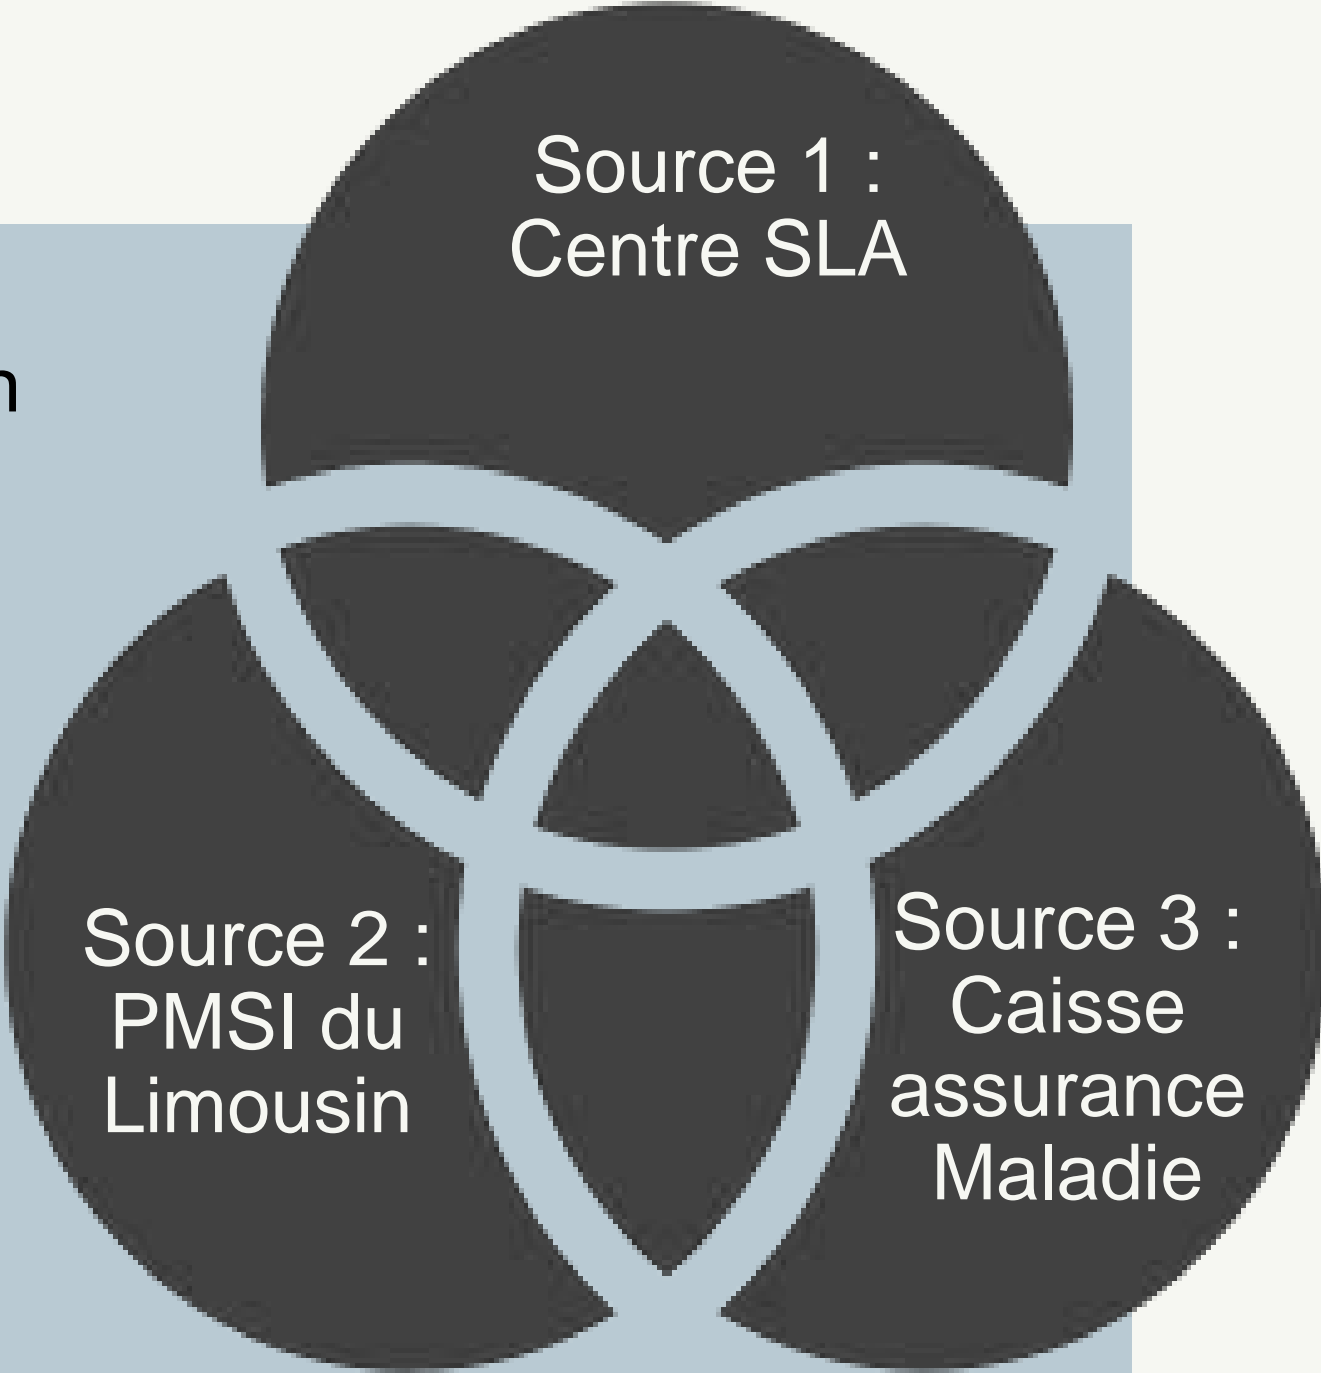 Source 1 :
Centre SLA
n
Source 2 :
PMSI du
Limousin
Source 3 :
Caisse
assurance
Maladie